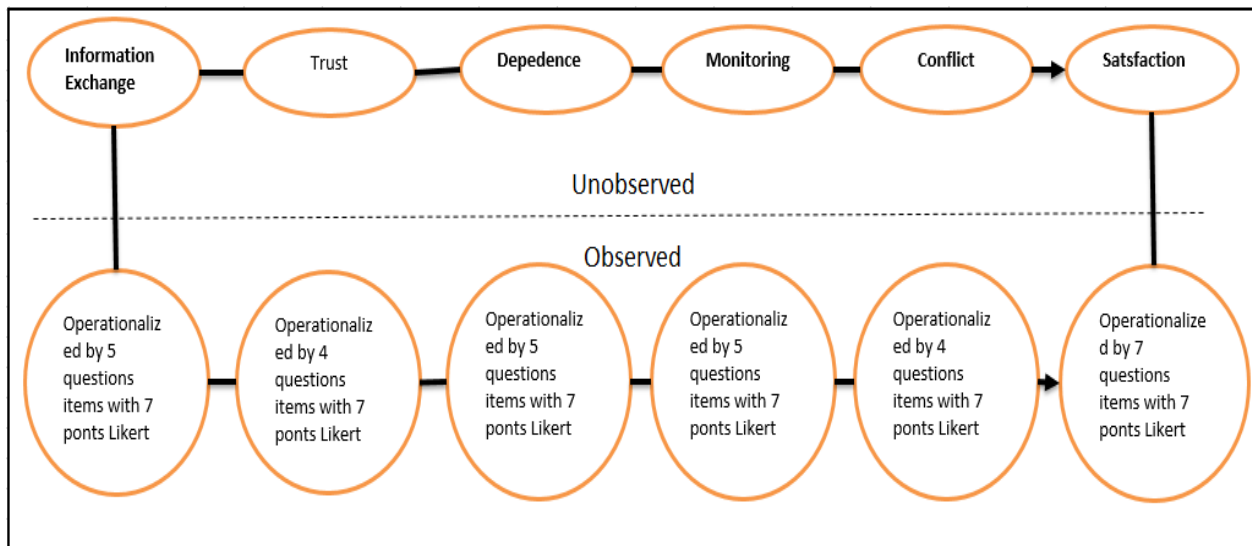 Information
Exchange
Trust
Depedence
Monitoring
Conflict
Satsfaction
Unobserved
Observed
Operationaliz
ed by 5
questions
items with 7
ponts Likert
Operationaliz
ed by 4
questions
items with 7
ponts Likert
Operationaliz
ed by 5
questions
items with 7
ponts Likert
Operationaliz
ed by 5
questions
items with 7
ponts Likert
Operationaliz
ed by 4
questions
items with 7
ponts Likert
Operationalize
d by 7
questions
items with 7
ponts Likert